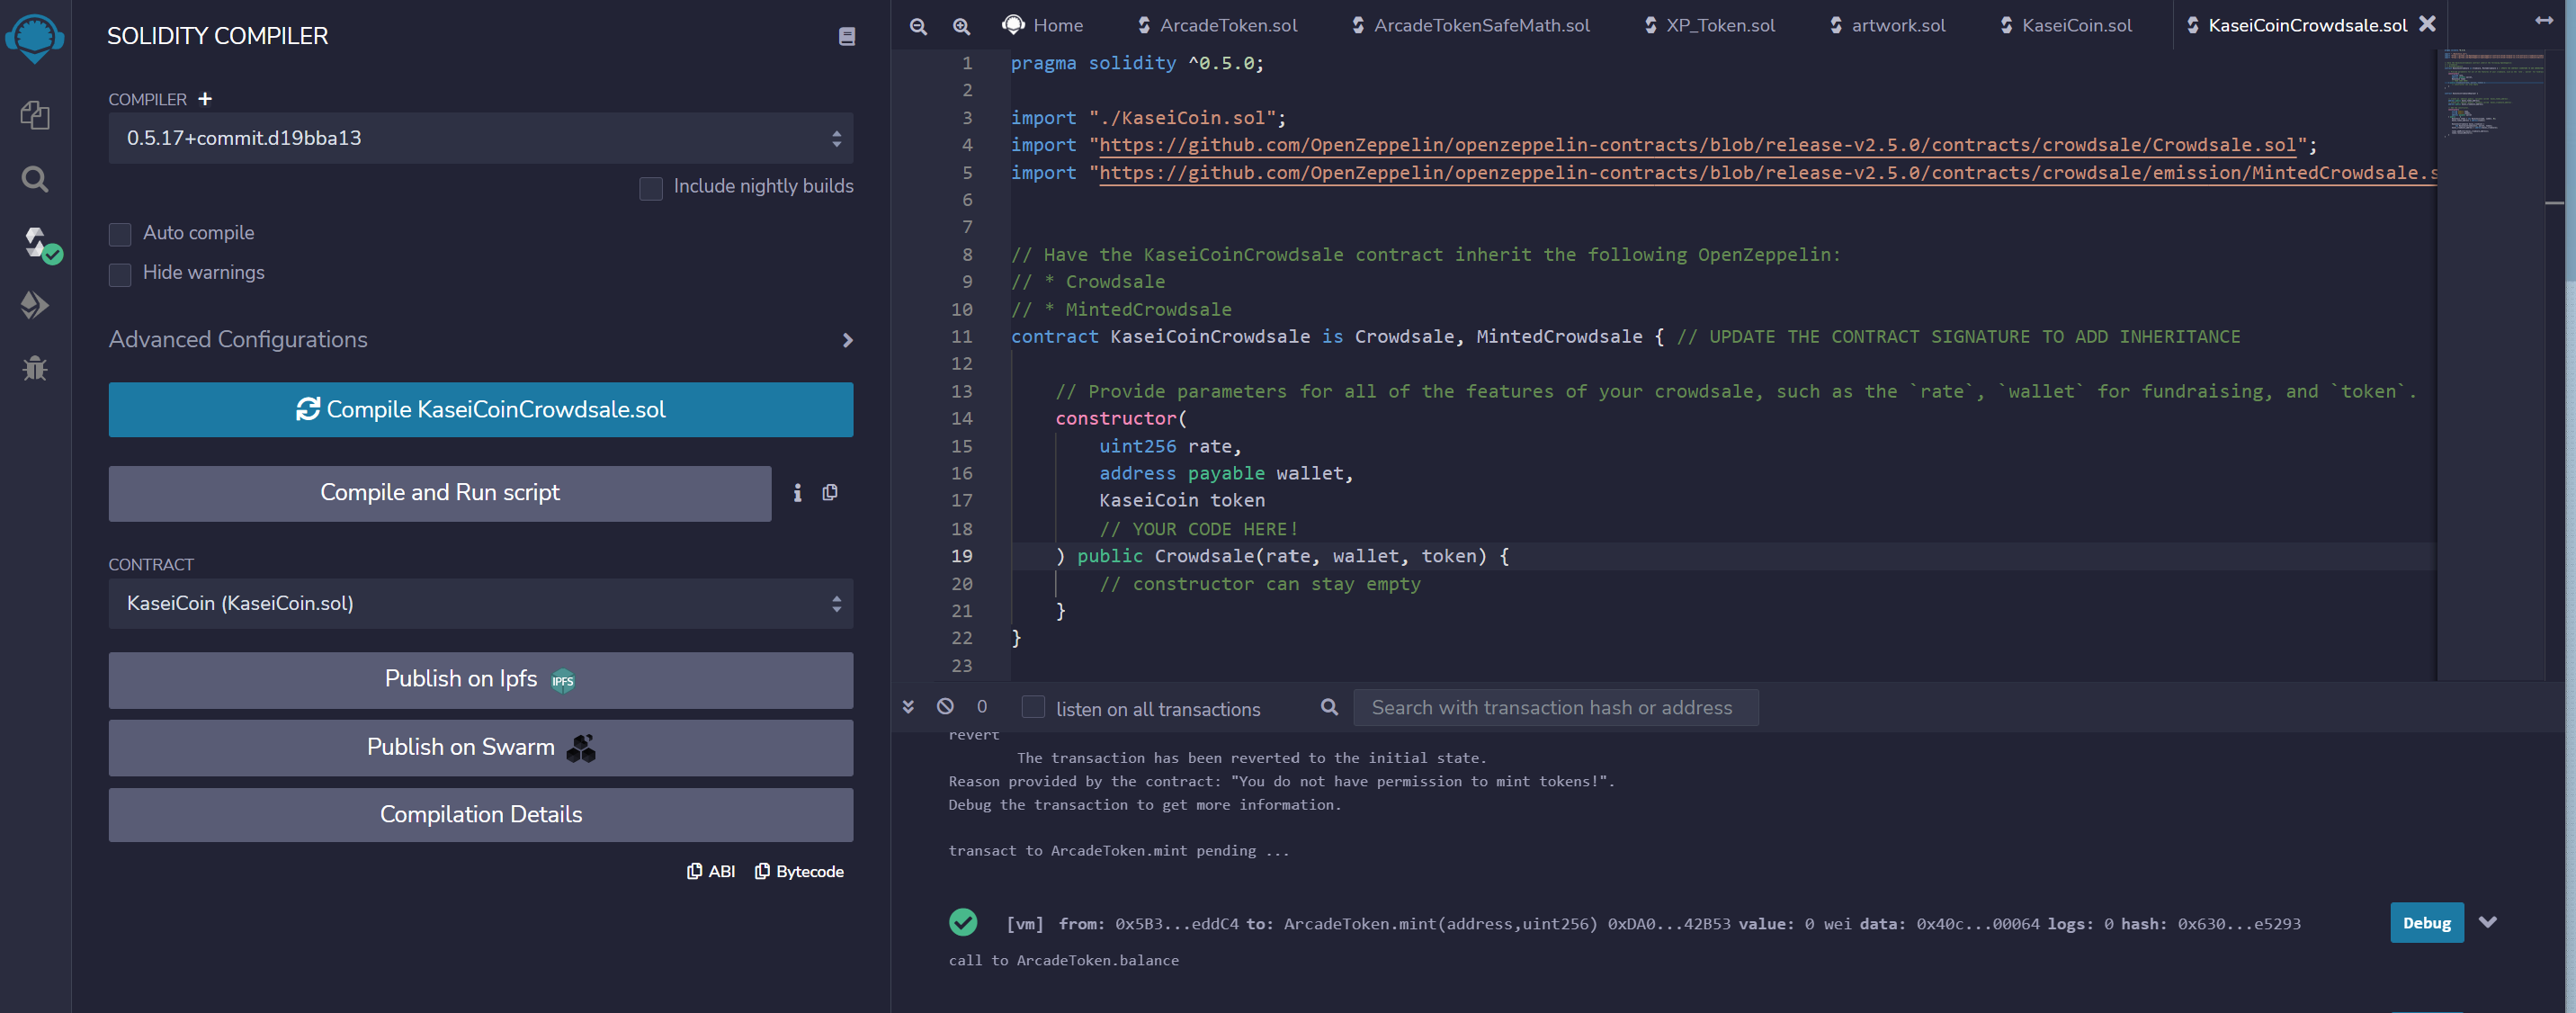 SOLIDITY COMPILER
COMPILER +
0.5.17+commit.d19bba13
Include nightly builds
Auto compile
Hide warnings
Advanced Configurations
Compile KaseiCoinCrowdsale.sol
Compile and Run script
CONTRACT
KaseiCoin (KaseiCoin.sol)
Publish on Ipfs IPFS
Publish on Swarm
Compilation Details
ABI Bytecode
Home ArcadeToken.sol ArcadeTokenSafeMath.sol XP_Token.sol artwork.sol KaseiCoin.sol KaseiCoinCrowdsale.sol
1 pragma solidity ^0.5.0;
2
3 import "./KaseiCoin.sol";
4 import "https://github.com/OpenZeppelin/openzeppelin-contracts/blob/release-v2.5.0/contracts/crowdsale/Crowdsale.sol";
5 import "https://github.com/OpenZeppelin/openzeppelin-contracts/blob/release-v2.5.0/contracts/crowdsale/emission/MintedCrowdsale.s
6
7
8 // Have the KaseiCoinCrowdsale contract inherit the following OpenZeppelin:
9 // * Crowdsale
10 // * MintedCrowdsale
11 contract KaseiCoinCrowdsale is Crowdsale, MintedCrowdsale { // UPDATE THE CONTRACT SIGNATURE TO ADD INHERITANCE
12
13 // Provide parameters for all of the features of your crowdsale, such as the `rate`, `wallet` for fundraising, and `token`.
14 constructor(
15 uint256 rate,
16 address payable wallet,
17 KaseiCoin token
18 // YOUR CODE HERE!
19 ) public Crowdsale(rate, wallet, token) {
20 // constructor can stay empty
21 }
22 }
23
0 listen on all transactions Search with transaction hash or address
revert
The transaction has been reverted to the initial state.
Reason provided by the contract: "You do not have permission to mint tokens!".
Debug the transaction to get more information.
transact to ArcadeToken.mint pending ...
[vm] from: 0x5B3...eddC4 to: ArcadeToken.mint(address,uint256) 0xDA0...42B53 value: 0 wei data: 0x40c...00064 logs: 0 hash: 0x630...e5293
Debug
call to ArcadeToken.balance